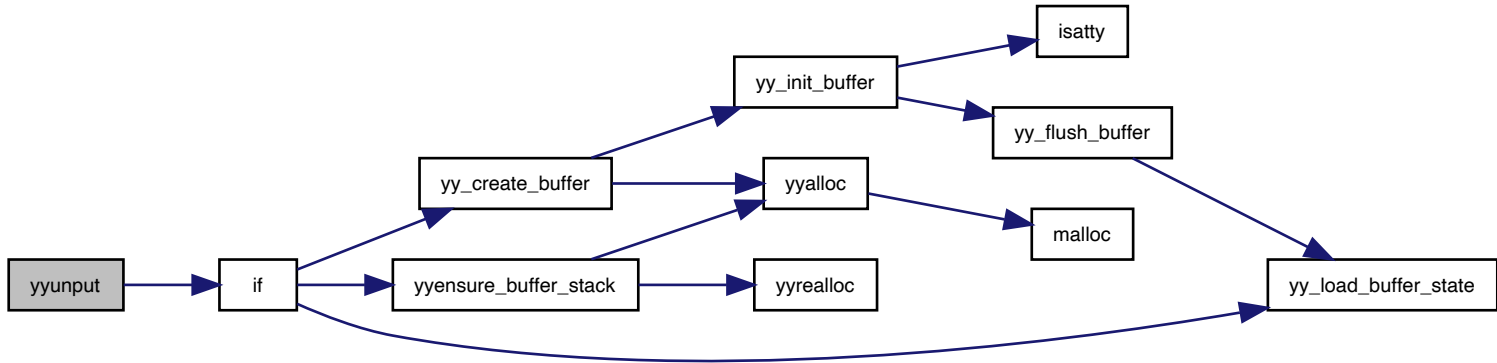 isatty
yy_init_buffer
yy_flush_buffer
yy_create_buffer
yyalloc
malloc
yyunput
if
yyensure_buffer_stack
yyrealloc
yy_load_buffer_state